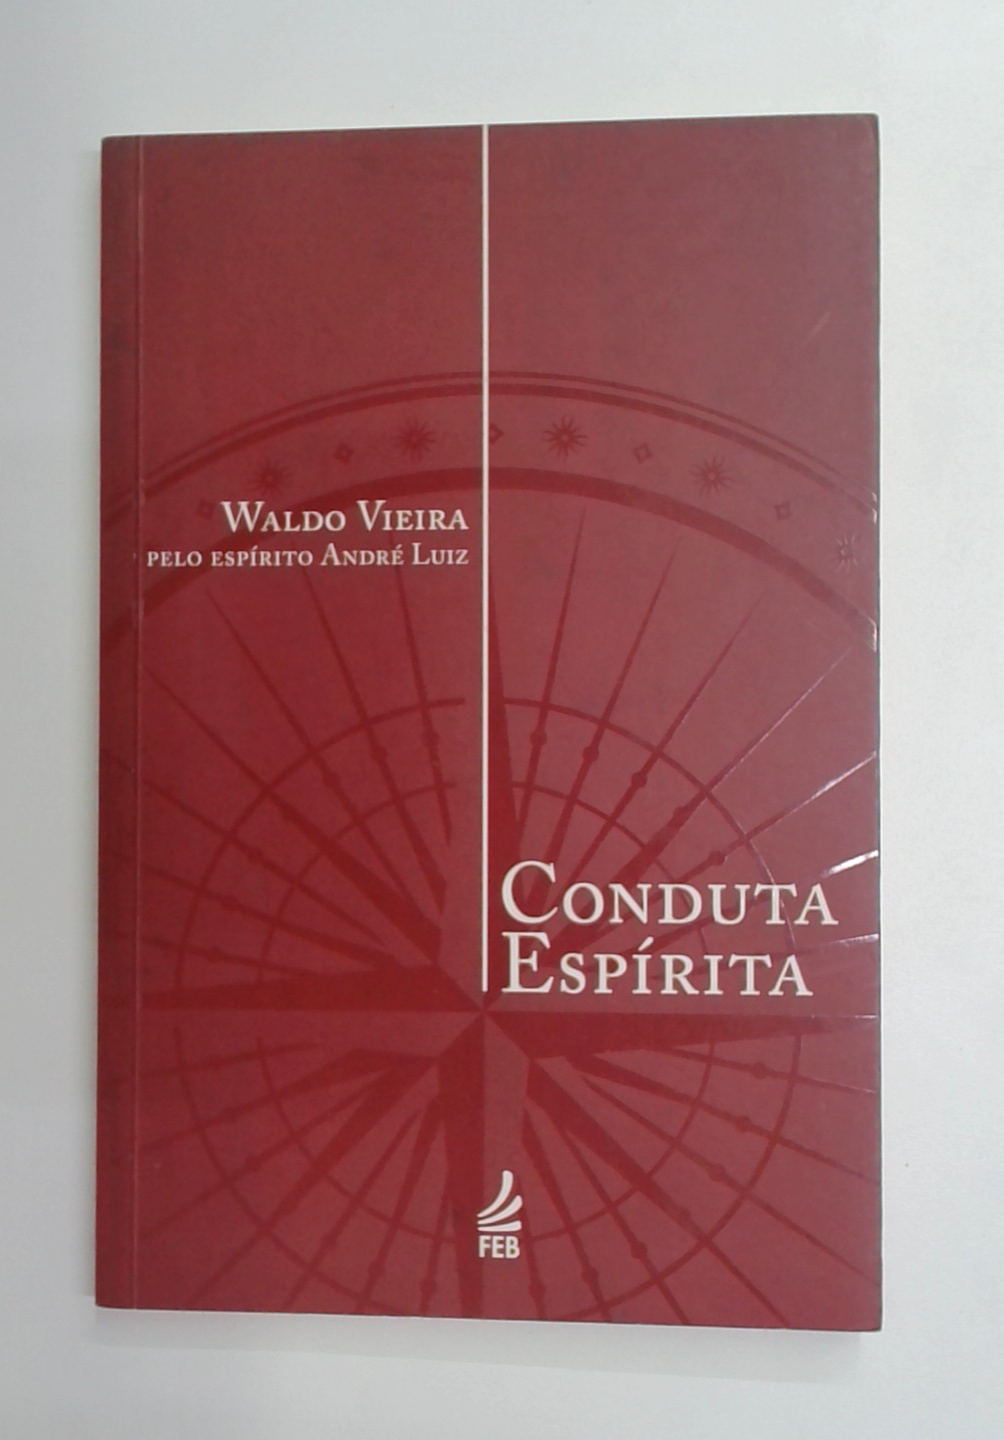 WALDO VIEIRA
PELO ESPÍRITO ANDRÉ LUIZ
CONDUTA
ESPÍRITA
FEB